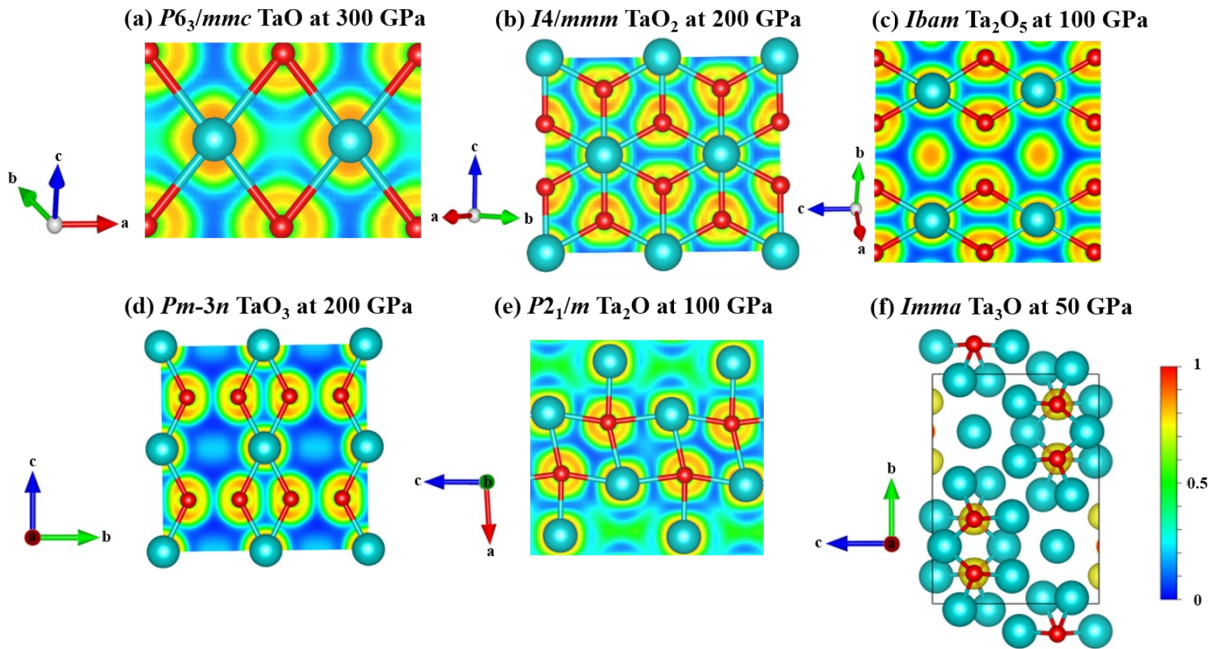 (a) P6₃/mmc TaO at 300 GPa
(b) I4/mmm TaO₂ at 200 GPa
(c) Ibam Ta₂O₅ at 100 GPa
c
b
a
c
a
b
b
c
a
(d) Pm-3n TaO₃ at 200 GPa
(e) P2₁/m Ta₂O at 100 GPa
(f) Imma Ta₃O at 50 GPa
c
a
b
c
b
a
b
c
a
1
0.5
0